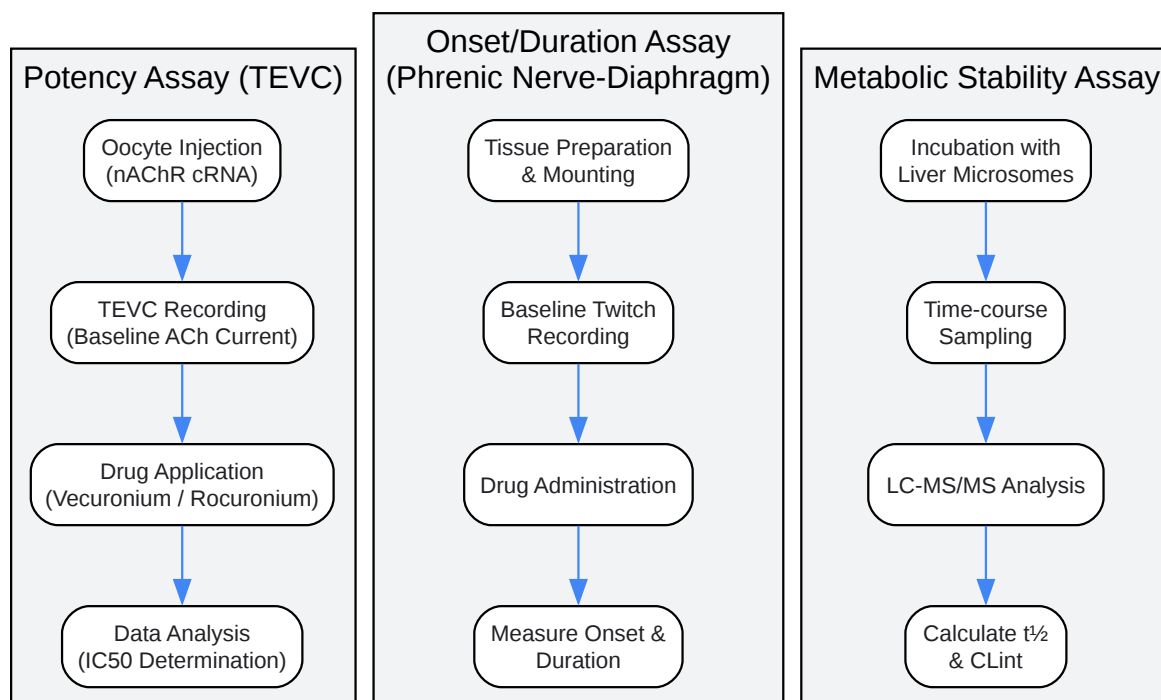 Potency Assay (TEVC)
Oocyte Injection
(nAChR cRNA)
TEVC Recording
(Baseline ACh Current)
Drug Application
(Vecuronium / Rocuronium)
Data Analysis
(IC50 Determination)
Onset/Duration Assay
(Phrenic Nerve-Diaphragm)
Tissue Preparation
& Mounting
Baseline Twitch
Recording
Drug Administration
Measure Onset &
Duration
Metabolic Stability Assay
Incubation with
Liver Microsomes
Time-course
Sampling
LC-MS/MS Analysis
Calculate t½
& CLint